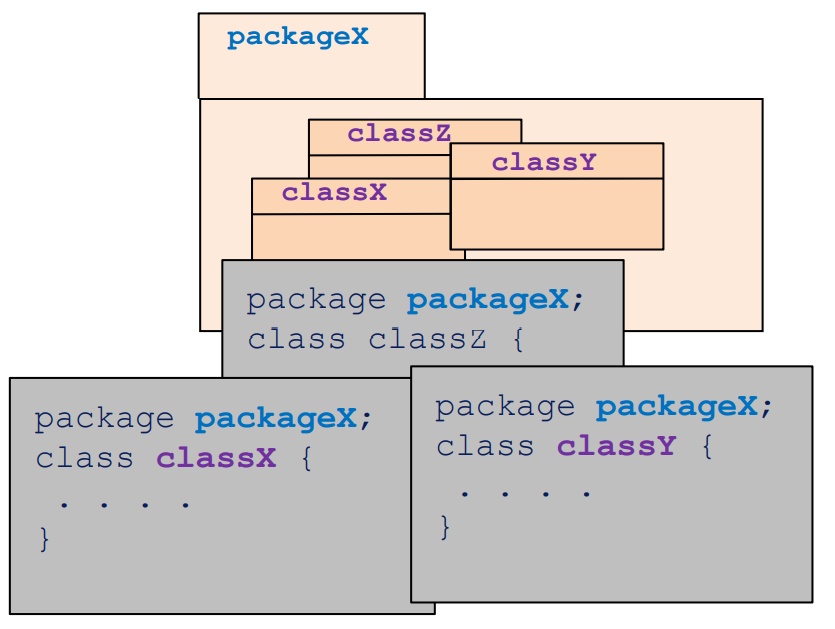 packageX
classZ
classY
classX
package packageX;
class classZ {
package packageX;
class classX {
. . . .
}
package packageX;
class classY {
. . . .
}